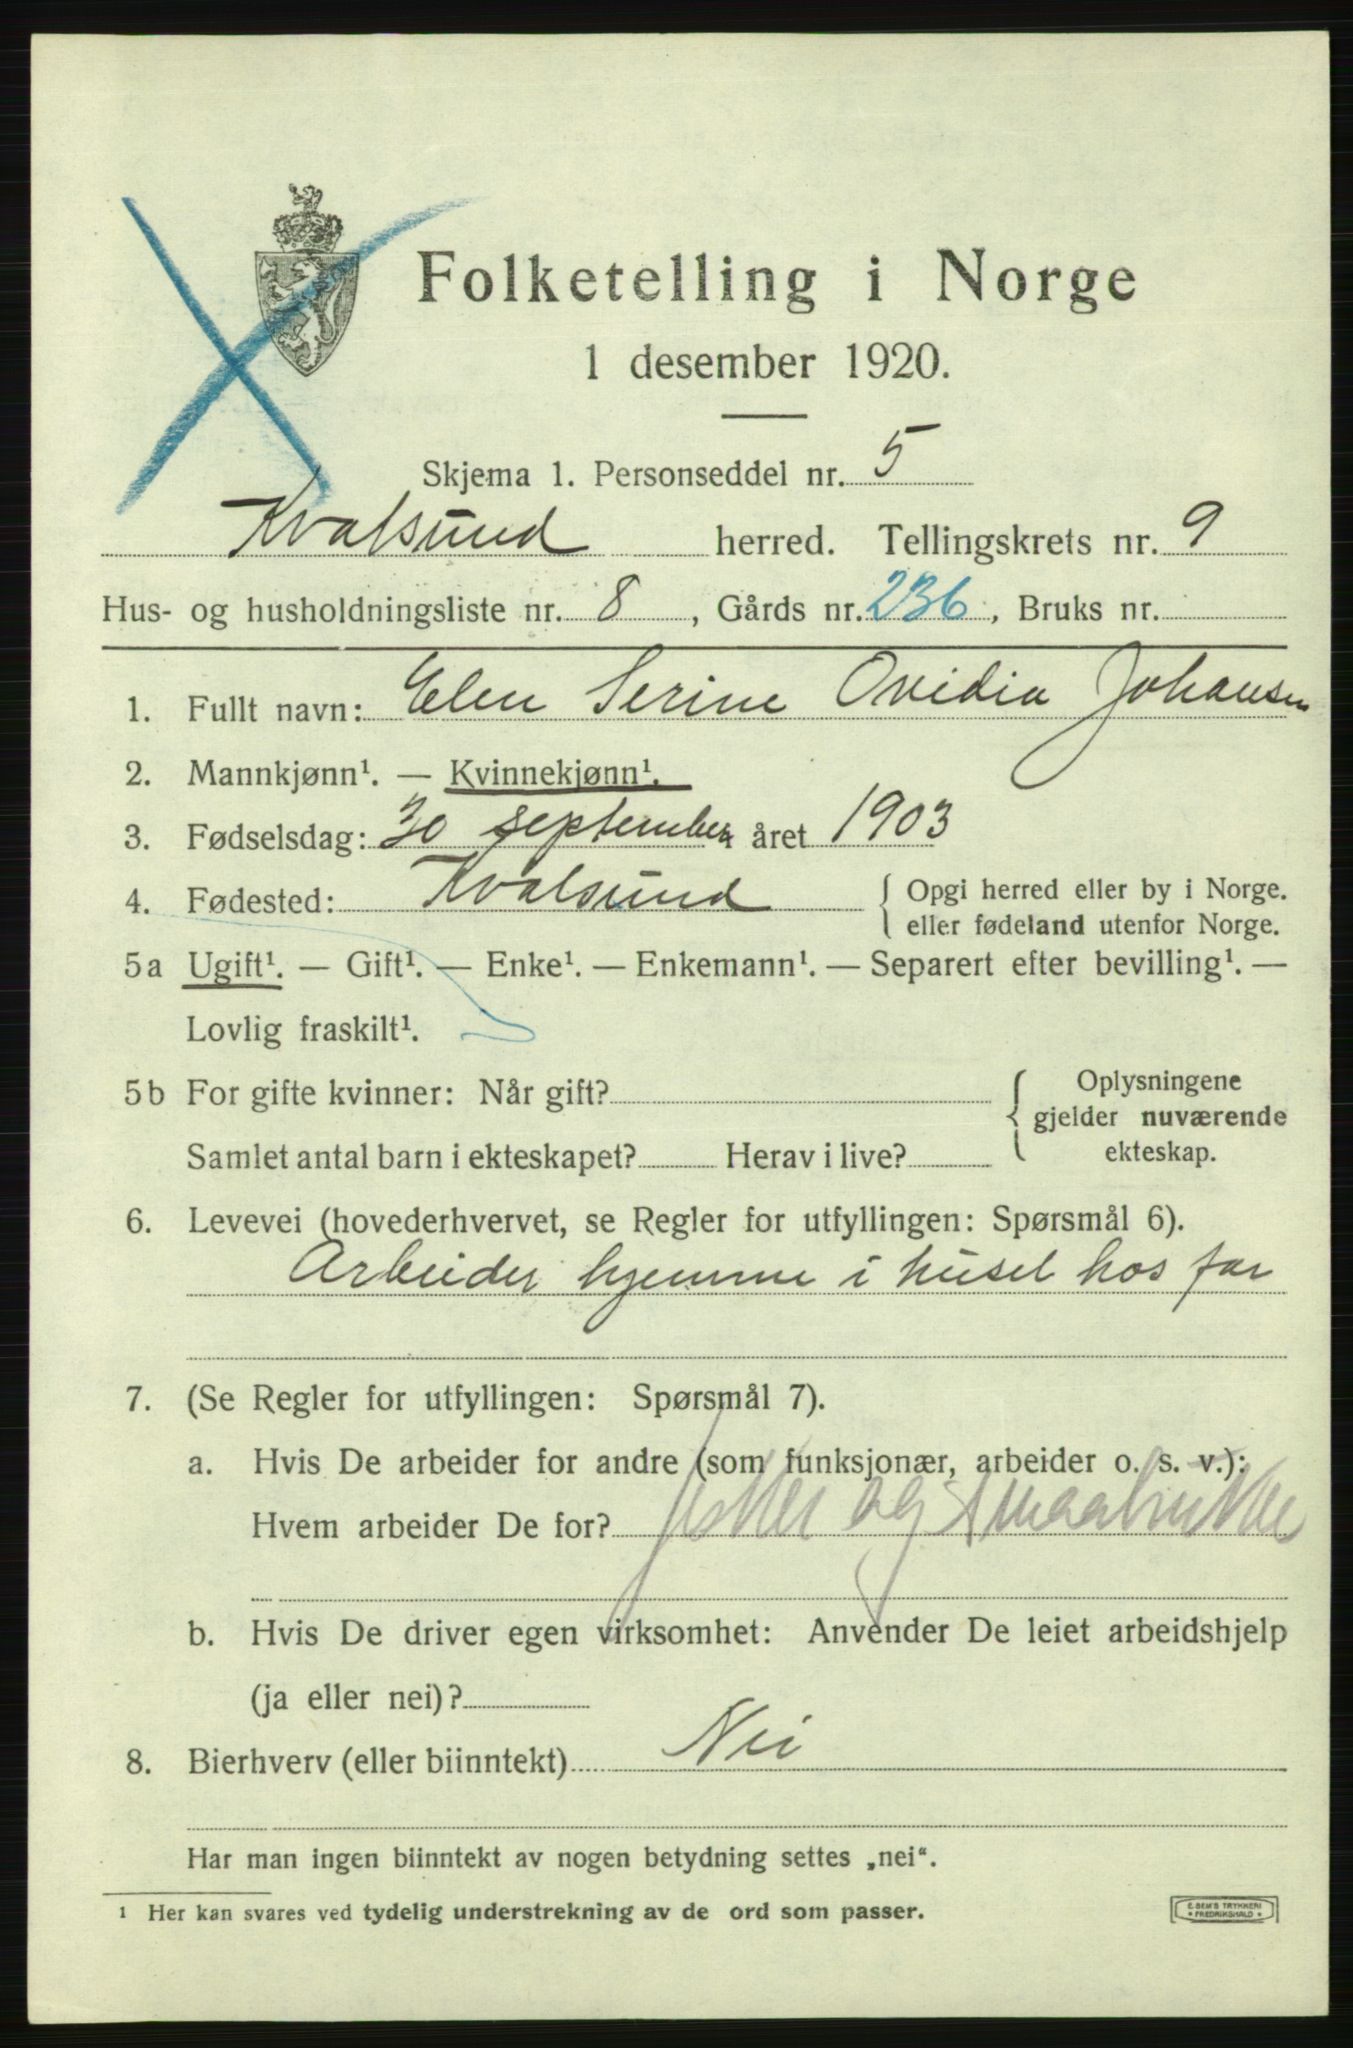 Folketelling i Norge
1 desember 1920.
Skjema 1. Personseddel nr. 5
Kvalsund herred. Tellingskrets nr. 9
Hus- og husholdningsliste nr. 8, Gårds nr. 236, Bruks nr.
1. Fullt navn: Elen Serine Ovidia Johansen
2. Mannkjønn¹. — Kvinnekjønn¹.
3. Fødselsdag: 30 september året 1903
4. Fødested: Kvalsund { Opgi herred eller by i Norge.
eller fødeland utenfor Norge.
5a Ugift¹. — Gift¹. — Enke¹. — Enkemann¹. — Separert efter bevilling¹. —
Lovlig fraskilt¹.
5b For gifte kvinner: Når gift? { Oplysningene
gjelder nuværende
Samlet antal barn i ekteskapet? Herav i live? ekteskap.
6. Levevei (hovederhvervet, se Regler for utfyllingen: Spørsmål 6).
Arbeider hjemme i huset hos far
7. (Se Regler for utfyllingen: Spørsmål 7).
a. Hvis De arbeider for andre (som funksjonær, arbeider o. s. v.):
Hvem arbeider De for? fisker og smaabruker
b. Hvis De driver egen virksomhet: Anvender De leiet arbeidshjelp
(ja eller nei)?
8. Bierhverv (eller biinntekt) Nei
Har man ingen biinntekt av nogen betydning settes „nei“.
¹ Her kan svares ved tydelig understrekning av de ord som passer.
E. SEM'S TRYKKERI
* FREDRIKSHALD *